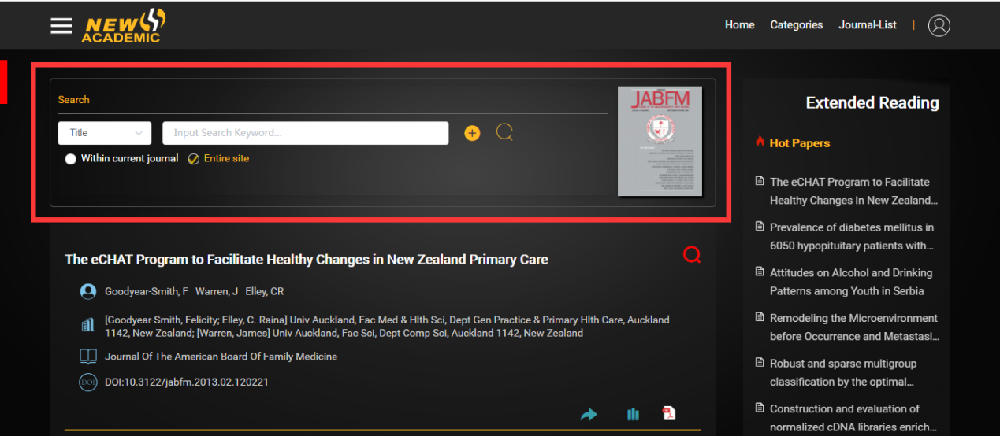 NEW
ACADEMIC
Home Categories Journal-List |
Search
Title
Input Search Keyword...
Within current journal Entire site
JABFM
Extended Reading
Hot Papers
The eCHAT Program to Facilitate
Healthy Changes in New Zealand...
Prevalence of diabetes mellitus in
6050 hypopituitary patients with...
Attitudes on Alcohol and Drinking
Patterns among Youth in Serbia
Remodeling the Microenvironment
before Occurrence and Metastasi...
Robust and sparse multigroup
classification by the optimal...
Construction and evaluation of
normalized cDNA libraries enrich...
The eCHAT Program to Facilitate Healthy Changes in New Zealand Primary Care
Goodyear-Smith, F Warren, J Elley, CR
[Goodyear-Smith, Felicity; Elley, C. Raina] Univ Auckland, Fac Med & Hlth Sci, Dept Gen Practice & Primary Hlth Care, Auckland
1142, New Zealand; [Warren, James] Univ Auckland, Fac Sci, Dept Comp Sci, Auckland 1142, New Zealand
Journal Of The American Board Of Family Medicine
DOI
DOI:10.3122/jabfm.2013.02.120221